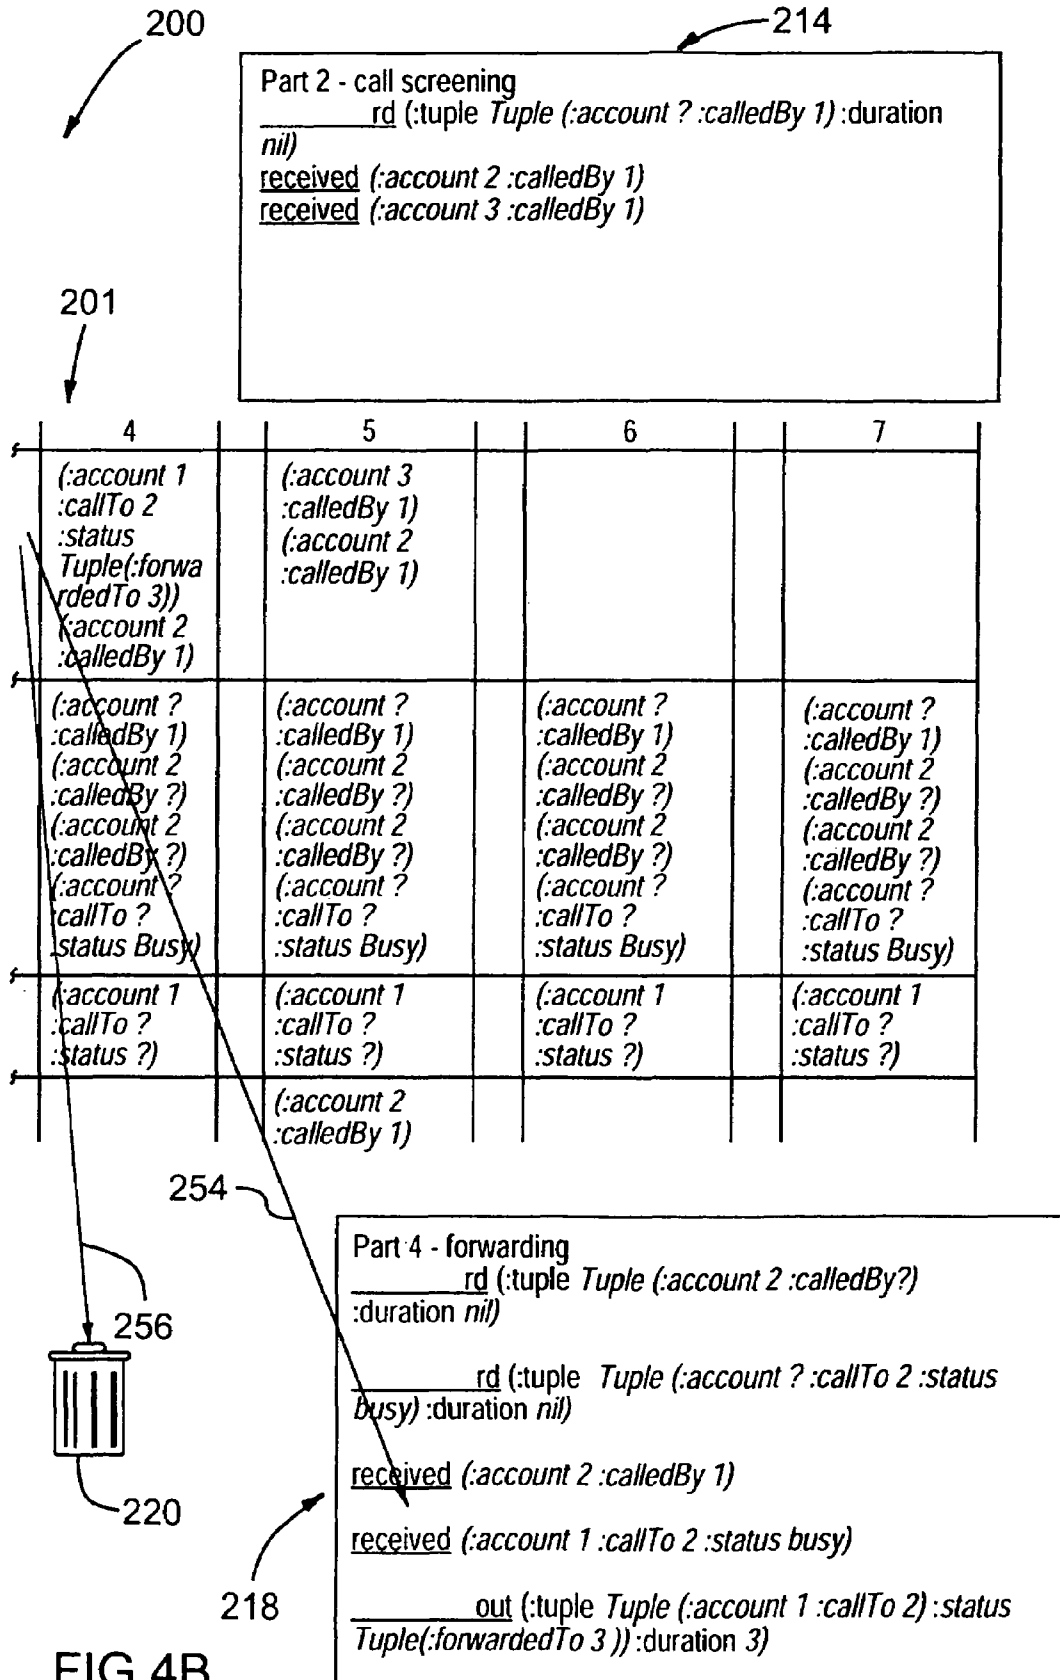 200
214
Part 2 - call screening
rd (:tuple Tuple (:account ? :calledBy 1) :duration
nil)
received (:account 2 :calledBy 1)
received (:account 3 :calledBy 1)
201
4 5 6 7
(:account 1
:callTo 2
:status
Tuple(:forwa
rdedTo 3))
(:account 2
:calledBy 1)
(:account 3
:calledBy 1)
(:account 2
:calledBy 1)
(:account ?
:calledBy 1)
(:account 2
:calledBy ?)
(:account 2
:calledBy ?)
(:account ?
:callTo ?
:status Busy)
(:account ?
:calledBy 1)
(:account 2
:calledBy ?)
(:account 2
:calledBy ?)
(:account ?
:callTo ?
:status Busy)
(:account ?
:calledBy 1)
(:account 2
:calledBy ?)
(:account 2
:calledBy ?)
(:account ?
:callTo ?
:status Busy)
(:account ?
:calledBy 1)
(:account 2
:calledBy ?)
(:account 2
:calledBy ?)
(:account ?
:callTo ?
:status Busy)
(:account 1
:callTo ?
:status ?)
(:account 1
:callTo ?
:status ?)
(:account 1
:callTo ?
:status ?)
(:account 1
:callTo ?
:status ?)
(:account 2
:calledBy 1)
254
256
220
218
Part 4 - forwarding
rd (:tuple Tuple (:account 2 :calledBy?)
:duration nil)
rd (:tuple Tuple (:account ? :callTo 2 :status
busy) :duration nil)
received (:account 2 :calledBy 1)
received (:account 1 :callTo 2 :status busy)
out (:tuple Tuple (:account 1 :callTo 2) :status
Tuple(:forwardedTo 3 )) :duration 3)
FIG 4B